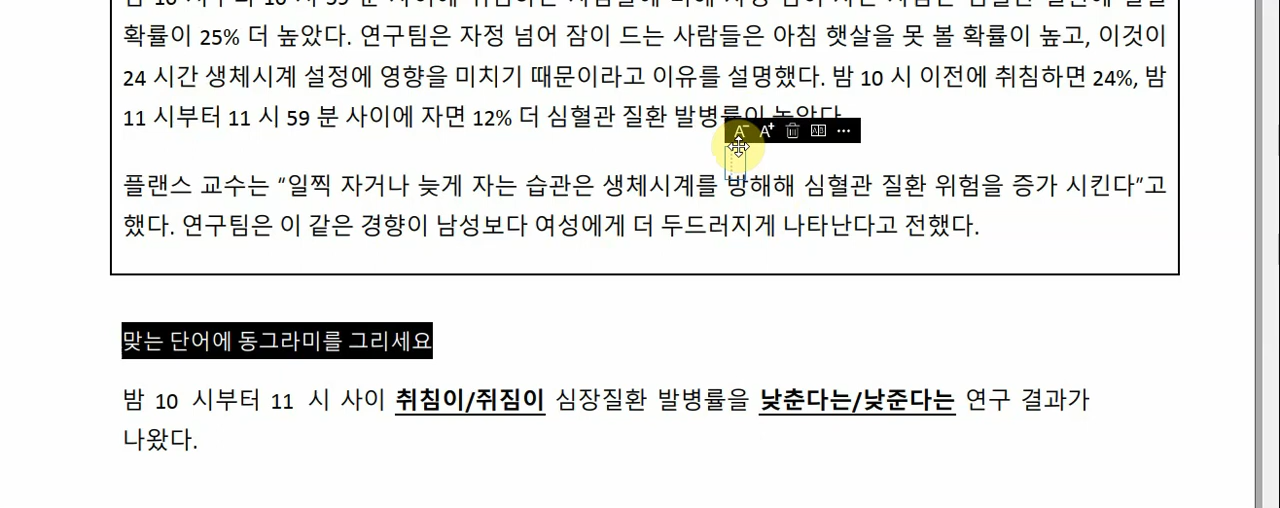 확률이 25% 더 높았다. 연구팀은 자정 넘어 잠이 드는 사람들은 아침 햇살을 못 볼 확률이 높고, 이것이
24 시간 생체시계 설정에 영향을 미치기 때문이라고 이유를 설명했다. 밤 10 시 이전에 취침하면 24%, 밤
11 시부터 11 시 59 분 사이에 자면 12% 더 심혈관 질환 발병률이 높았다.
플랜스 교수는 “일찍 자거나 늦게 자는 습관은 생체시계를 방해해 심혈관 질환 위험을 증가 시킨다”고
했다. 연구팀은 이 같은 경향이 남성보다 여성에게 더 두드러지게 나타난다고 전했다.
맞는 단어에 동그라미를 그리세요
밤 10 시부터 11 시 사이 취침이/쥐짐이 심장질환 발병률을 낮춘다는/낮준다는 연구 결과가
나왔다.